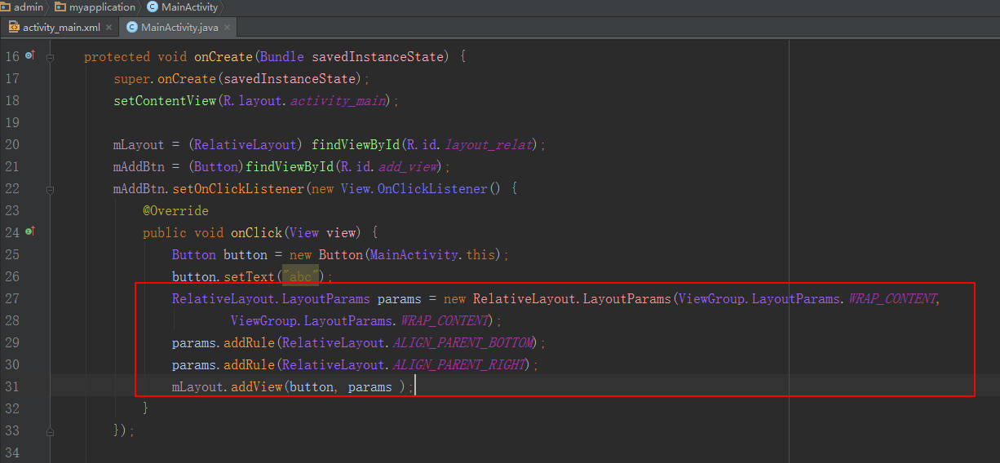 admin myapplication MainActivity
activity_main.xml × MainActivity.java ×
16 protected void onCreate(Bundle savedInstanceState) {
17 super.onCreate(savedInstanceState);
18 setContentView(R.layout.activity_main);
19
20 mLayout = (RelativeLayout) findViewById(R.id.layout_relat);
21 mAddBtn = (Button)findViewById(R.id.add_view);
22 mAddBtn.setOnClickListener(new View.OnClickListener() {
23 @Override
24 public void onClick(View view) {
25 Button button = new Button(MainActivity.this);
26 button.setText("abc");
27 RelativeLayout.LayoutParams params = new RelativeLayout.LayoutParams(ViewGroup.LayoutParams.WRAP_CONTENT,
28 ViewGroup.LayoutParams.WRAP_CONTENT);
29 params.addRule(RelativeLayout.ALIGN_PARENT_BOTTOM);
30 params.addRule(RelativeLayout.ALIGN_PARENT_RIGHT);
31 mLayout.addView(button, params );
32 }
33 });
34